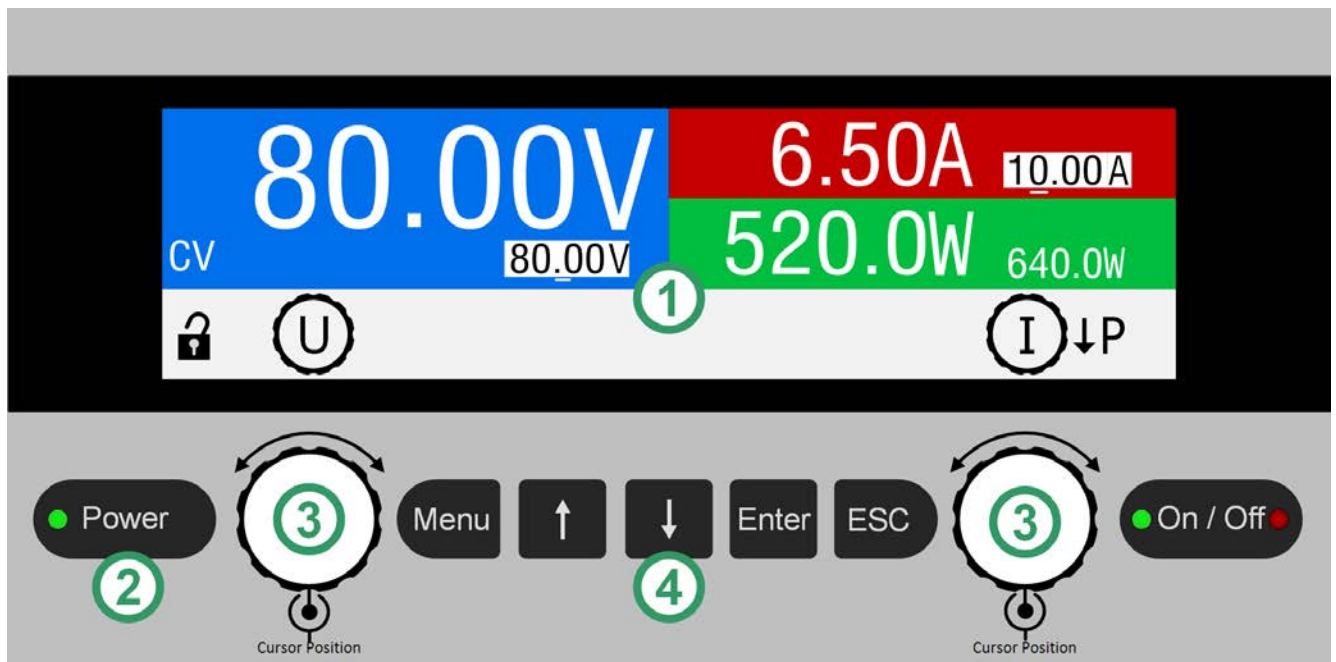 80.00V
6.50A 10.00A
CV 80.00V
520.0W 640.0W
1
U
I ↓P
Power 3 Menu ↑ ↓ Enter ESC 3 On / Off
2 4
Cursor Position Cursor Position